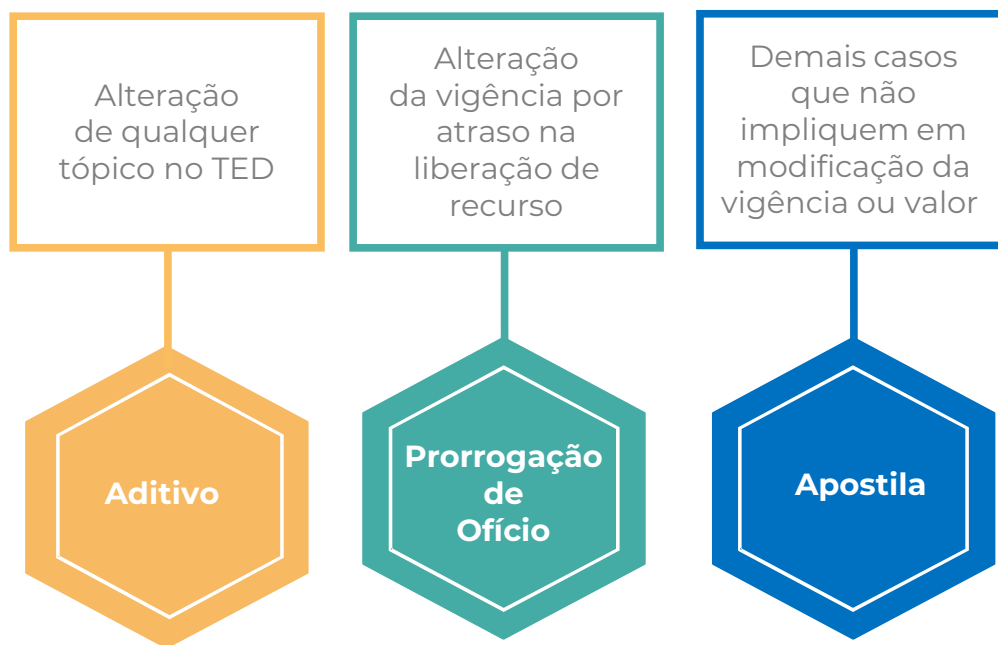 Alteração
de qualquer
tópico no TED
Alteração
da vigência por
atraso na
liberação de
recurso
Demais casos
que não
impliquem em
modificação da
vigência ou valor
Aditivo
Prorrogação
de
Ofício
Apostila